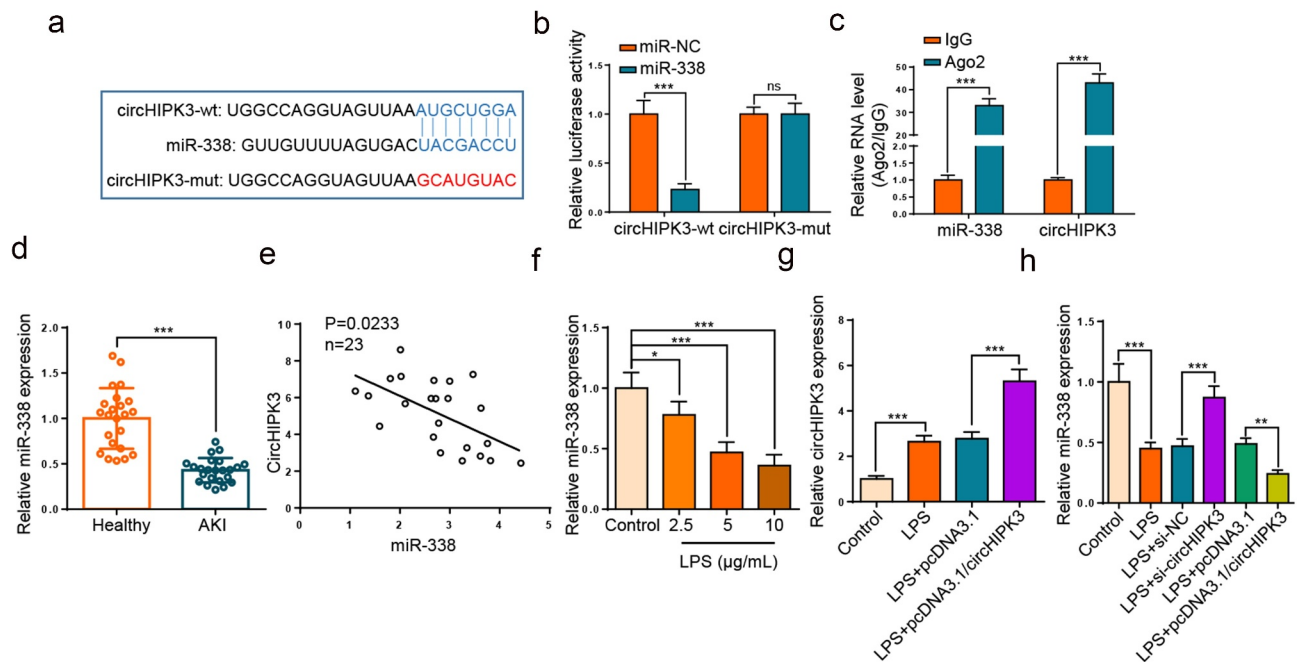 a
circHIPK3-wt: UGGCCAGGUAGUUAAAUGCUGGA
miR-338: GUUGUUUUAGUGACUACGACCU
circHIPK3-mut: UGGCCAGGUAGUUAAGCAUGUAC
b
miR-NC
miR-338
Relative luciferase activity
1.5
1.0
0.5
0.0
***
ns
circHIPK3-wt circHIPK3-mut
c
IgG
Ago2
Relative RNA level
(Ago2/IgG)
50
40
30
20
2.0
1.5
1.0
0.5
0.0
***
***
miR-338
circHIPK3
d
Relative miR-338 expression
2.0
1.5
1.0
0.5
0.0
***
Healthy
AKI
e
P=0.0233
n=23
CircHIPK3
10
8
6
4
2
0
0 1 2 3 4 5
miR-338
f
Relative miR-338 expression
1.5
1.0
0.5
0.0
***
***
*
Control 2.5 5 10
LPS (μg/mL)
g
Relative circHIPK3 expression
8
6
4
2
0
***
***
Control
LPS
LPS+pcDNA3.1
LPS+pcDNA3.1/circHIPK3
h
Relative miR-338 expression
1.5
1.0
0.5
0.0
***
***
**
Control
LPS
LPS+si-NC
LPS+si-circHIPK3
LPS+pcDNA3.1
LPS+pcDNA3.1/circHIPK3